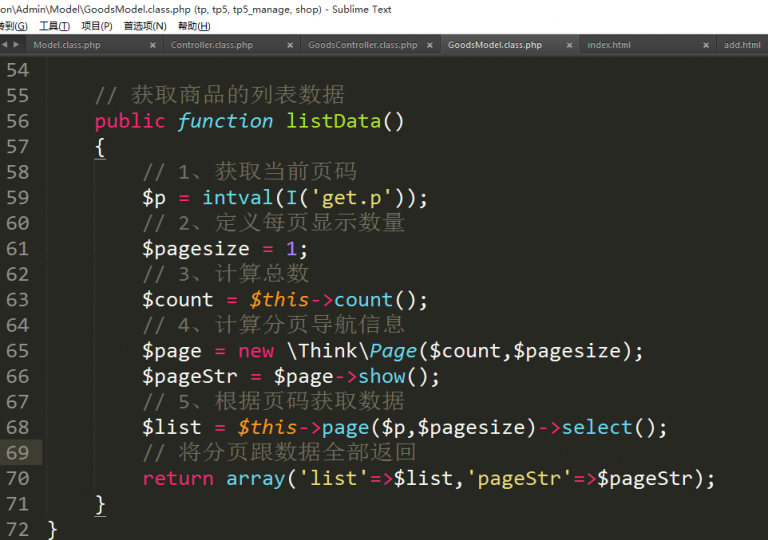 on\Admin\Model\GoodsModel.class.php (tp, tp5, tp5_manage, shop) - Sublime Text
转到(G) 工具(T) 项目(P) 首选项(N) 帮助(H)
Model.class.php × Controller.class.php × GoodsController.class.php × GoodsModel.class.php × index.html × add.html
54
55 // 获取商品的列表数据
56 public function listData()
57 {
58 // 1、获取当前页码
59 $p = intval(I('get.p'));
60 // 2、定义每页显示数量
61 $pagesize = 1;
62 // 3、计算总数
63 $count = $this->count();
64 // 4、计算分页导航信息
65 $page = new \Think\Page($count,$pagesize);
66 $pageStr = $page->show();
67 // 5、根据页码获取数据
68 $list = $this->page($p,$pagesize)->select();
69 // 将分页跟数据全部返回
70 return array('list'=>$list,'pageStr'=>$pageStr);
71 }
72 }